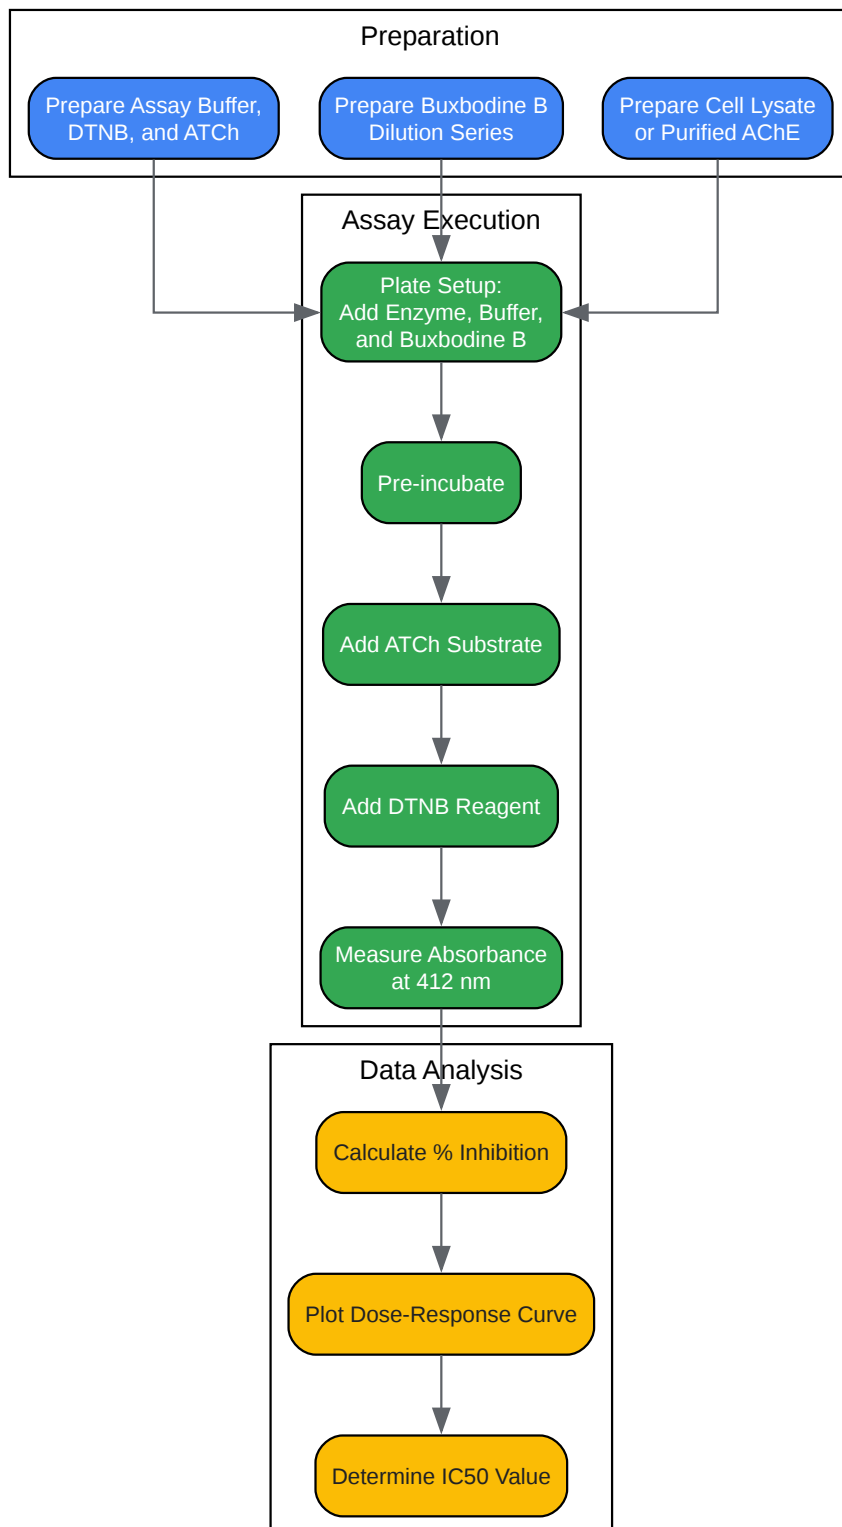 Preparation
Prepare Assay Buffer,
DTNB, and ATCh
Prepare Buxbodine B
Dilution Series
Prepare Cell Lysate
or Purified AChE
Assay Execution
Plate Setup:
Add Enzyme, Buffer,
and Buxbodine B
Pre-incubate
Add ATCh Substrate
Add DTNB Reagent
Measure Absorbance
at 412 nm
Data Analysis
Calculate % Inhibition
Plot Dose-Response Curve
Determine IC50 Value